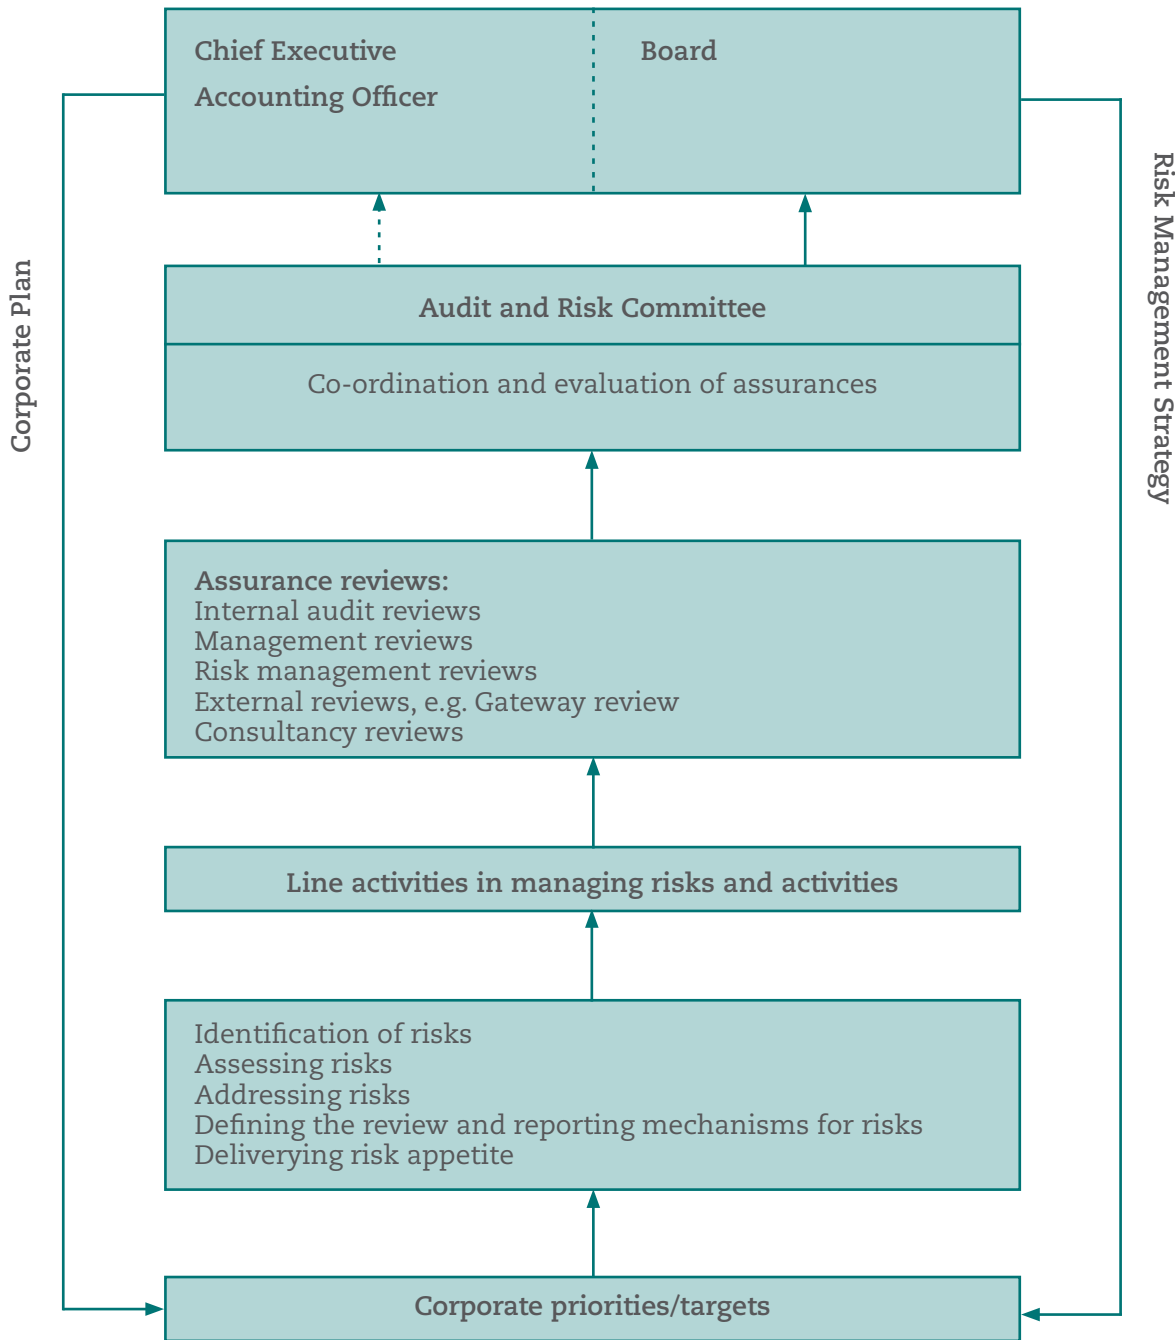 Chief Executive
Accounting Officer
Board
Corporate Plan
Risk Management Strategy
Audit and Risk Committee
Co-ordination and evaluation of assurances
Assurance reviews:
Internal audit reviews
Management reviews
Risk management reviews
External reviews, e.g. Gateway review
Consultancy reviews
Line activities in managing risks and activities
Identification of risks
Assessing risks
Addressing risks
Defining the review and reporting mechanisms for risks
Deliverying risk appetite
Corporate priorities/targets